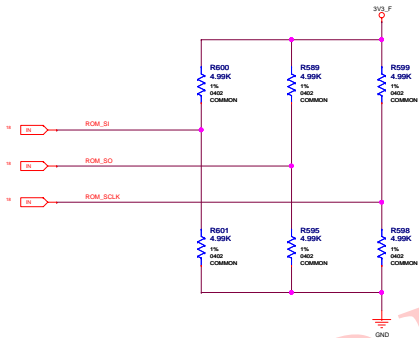 3V3_F
R600
4.99K
1%
0402
COMMON
R589
4.99K
1%
0402
COMMON
R599
4.99K
1%
0402
COMMON
IN
ROM_SI
IN
ROM_SO
IN
ROM_SCLK
R601
4.99K
1%
0402
COMMON
R595
4.99K
1%
0402
COMMON
R598
4.99K
1%
0402
COMMON
GND